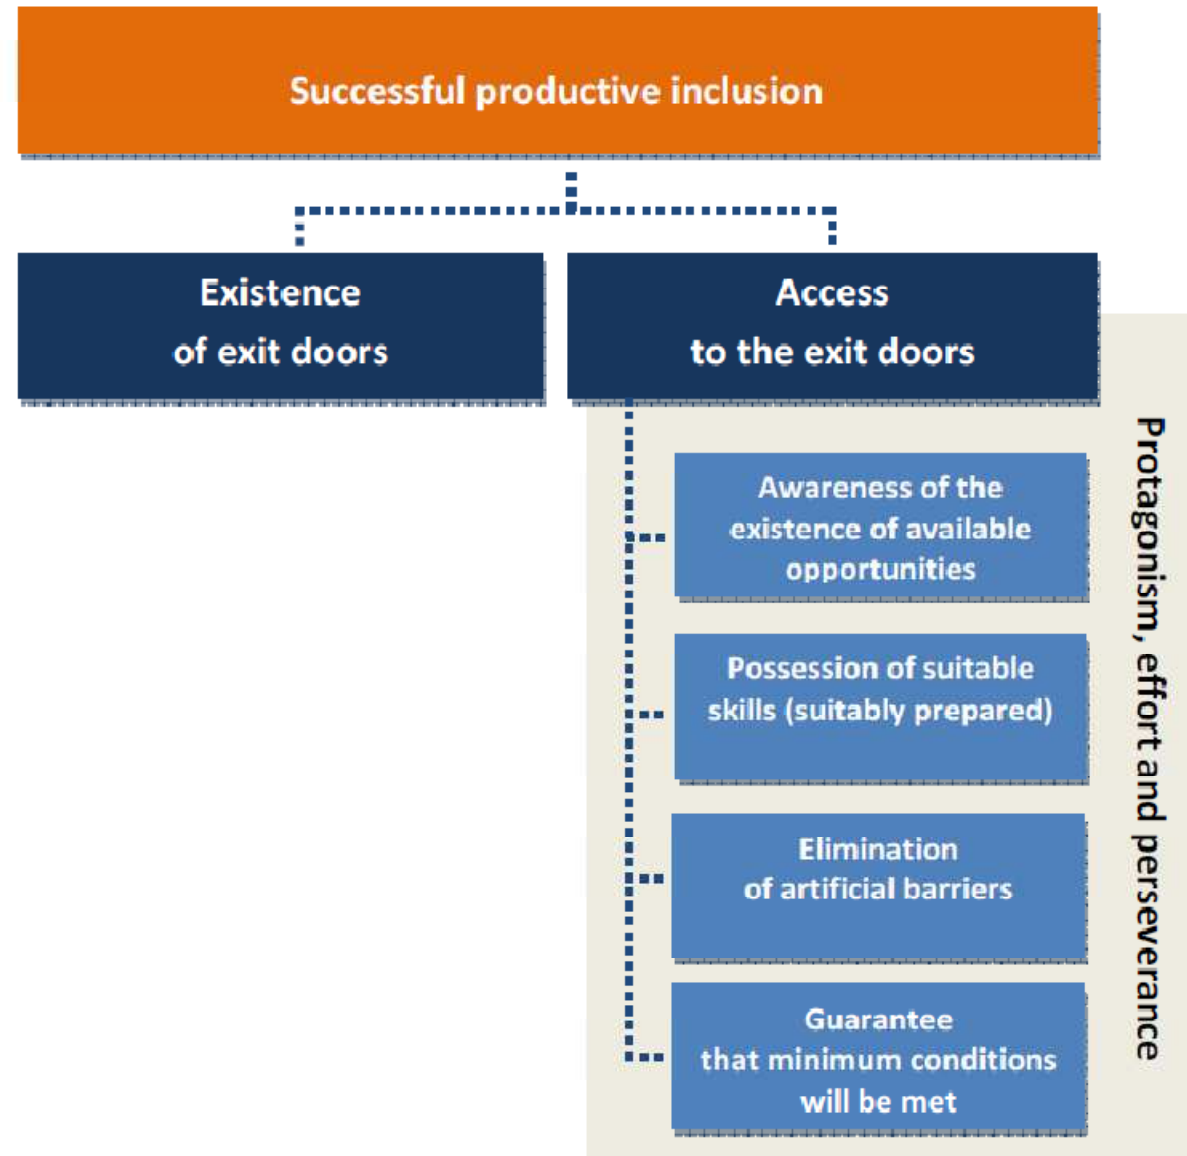 Successful productive inclusion
Existence
of exit doors
Access
to the exit doors
Awareness of the
existence of available
opportunities
Possession of suitable
skills (suitably prepared)
Elimination
of artificial barriers
Guarantee
that minimum conditions
will be met
Protagonism, effort and perseverance